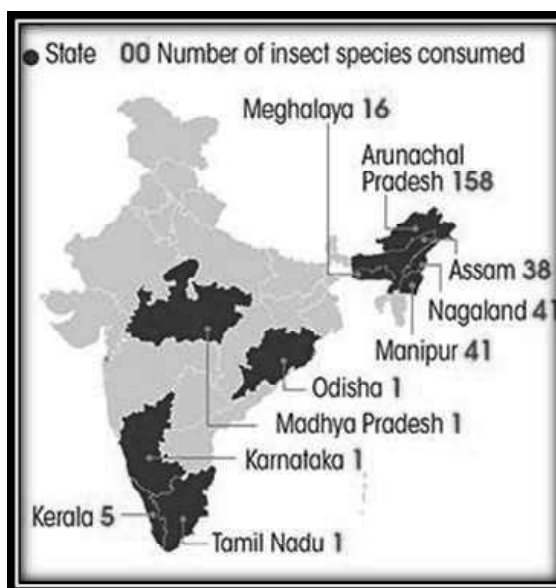 State 00 Number of insect species consumed
Meghalaya 16
Arunachal
Pradesh 158
Assam 38
Nagaland 41
Manipur 41
Odisha 1
Madhya Pradesh 1
Karnataka 1
Kerala 5
Tamil Nadu 1